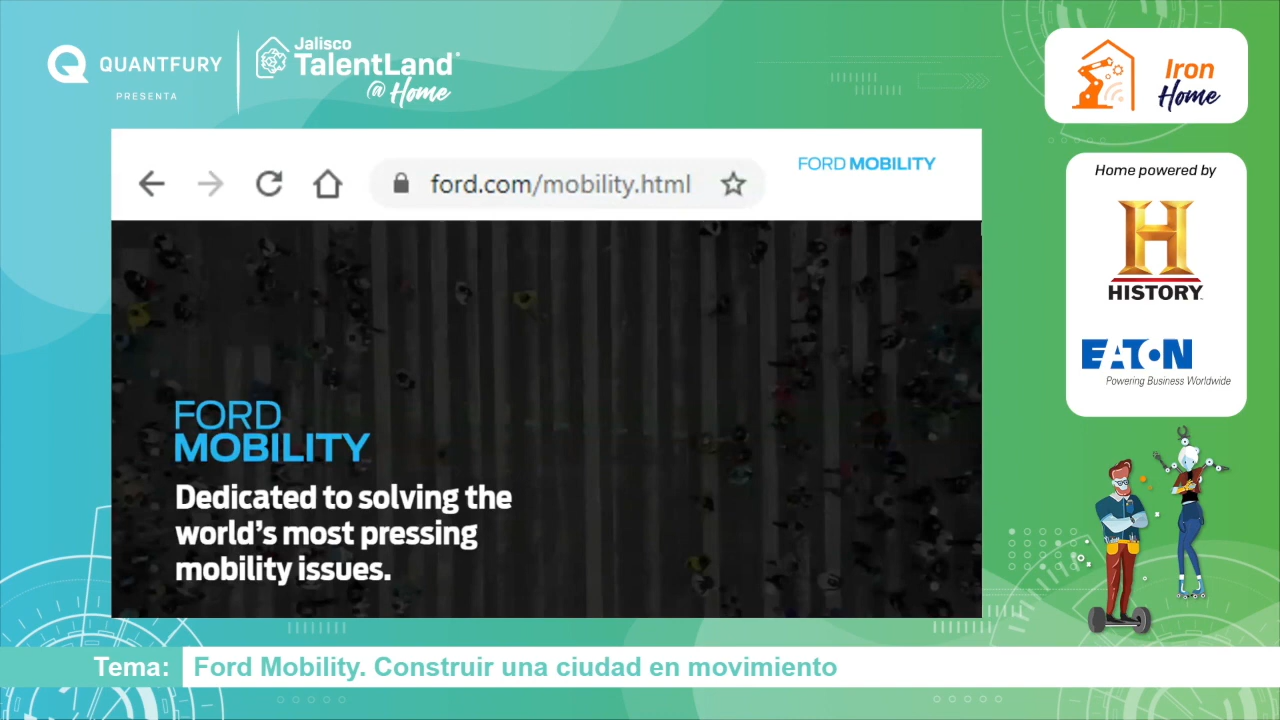 QUANTFURY
PRESENTA
Jalisco
TalentLand
@Home
Iron
Home
Home powered by
H
HISTORY
EATON
Powering Business Worldwide
ford.com/mobility.html
FORD MOBILITY
FORD
MOBILITY
Dedicated to solving the
world's most pressing
mobility issues.
Tema: Ford Mobility. Construir una ciudad en movimiento